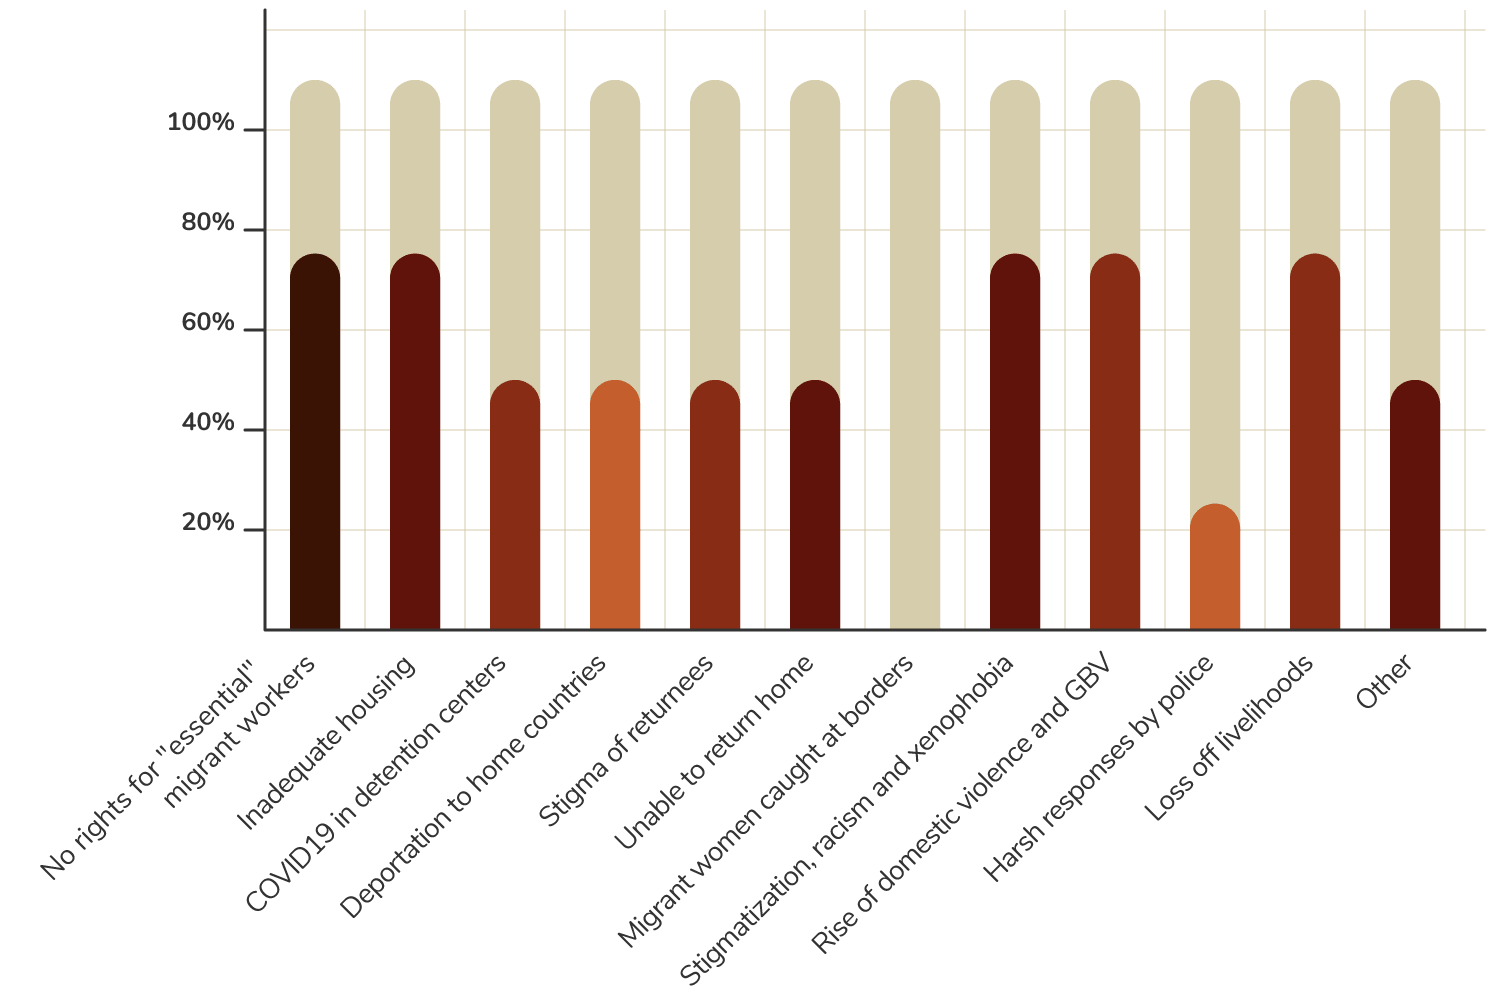 100%
80%
60%
40%
20%
No rights for "essential"
migrant workers
Inadequate housing
COVID19 in detention centers
Deportation to home countries
Stigma of returnees
Unable to return home
Migrant women caught at borders
Stigmatization, racism and xenophobia
Rise of domestic violence and GBV
Harsh responses by police
Loss off livelihoods
Other